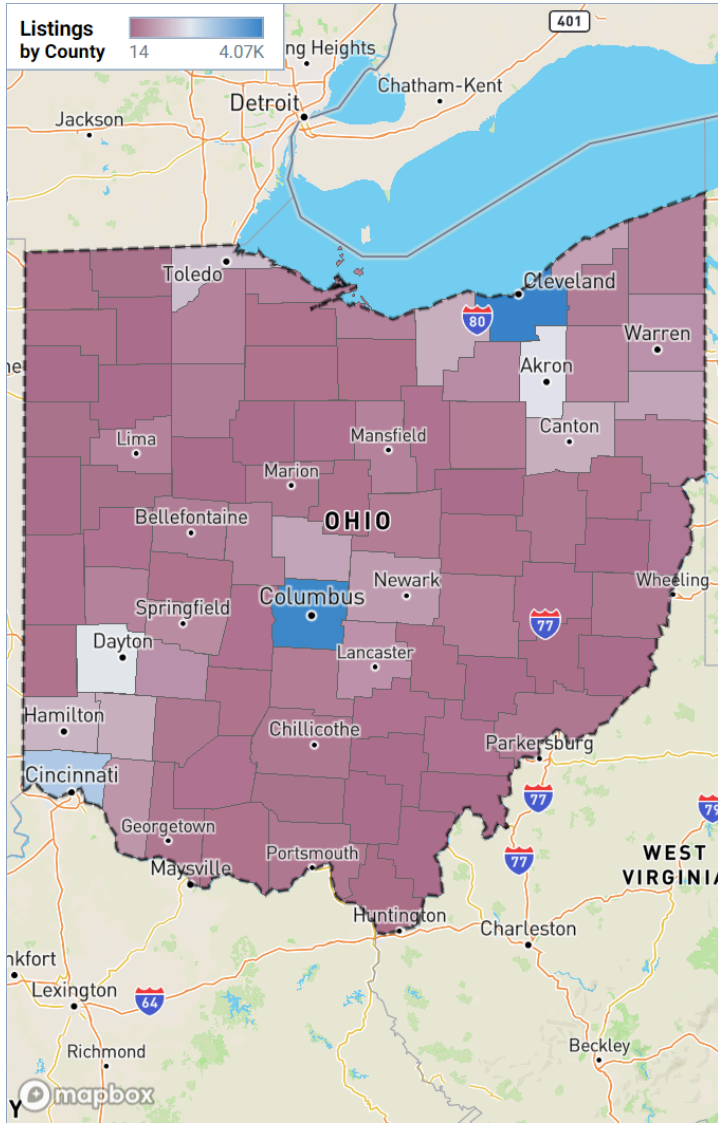 Listings
by County
14
4.07K
401
ng Heights
Chatham-Kent
Detroit
Jackson
Toledo
Cleveland
80
Warren
ne
Akron
Canton
Lima
Mansfield
Marion
Bellefontaine
OHIO
Newark
Columbus
Wheeling
Springfield
77
Dayton
Lancaster
Hamilton
Chillicothe
Parkersburg
Cincinnati
77
79
Georgetown
Portsmouth
77
WEST
VIRGINIA
Maysville
Huntington
Charleston
nkfort
Lexington
64
Richmond
Beckley
Y
mapbox